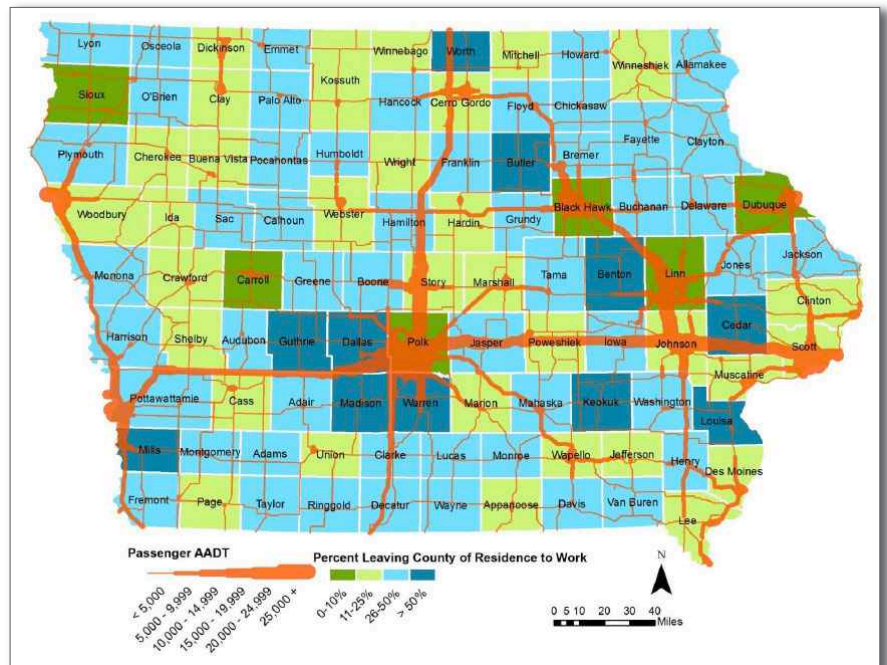 Lyon Osceola Dickinson Emmet Winnebago Worth Mitchell Howard Winneshiek Allamakee
Kossuth
Sioux O'Brien Clay Palo Alto Hancock Cerro Gordo Floyd Chickasaw
Plymouth Cherokee Buena Vista Pocahontas Humboldt Wright Franklin Butler Bremer Fayette Clayton
Woodbury Ida Sac Calhoun Webster Hamilton Hardin Grundy Black Hawk Buchanan Delaware Dubuque
Monona Crawford Carroll Greene Boone Story Marshall Tama Benton Linn Jones Jackson
Clinton
Harrison Shelby Audubon Guthrie Dallas Polk Jasper Poweshiek Iowa Johnson Cedar Scott
Muscatine
Pottawattamie Cass Adair Madison Warren Marion Mahaska Keokuk Washington Louisa
Mills Montgomery Adams Union Clarke Lucas Monroe Wapello Jefferson Henry Des Moines
Fremont Page Taylor Ringgold Decatur Wayne Appanoose Davis Van Buren Lee
Passenger AADT
< 5,000
5,000 - 9,999
10,000 - 14,999
15,000 - 19,999
20,000 - 24,999
25,000 +
Percent Leaving County of Residence to Work
0-10%
11-25%
26-50%
> 50%
N
0 5 10 20 30 40
Miles